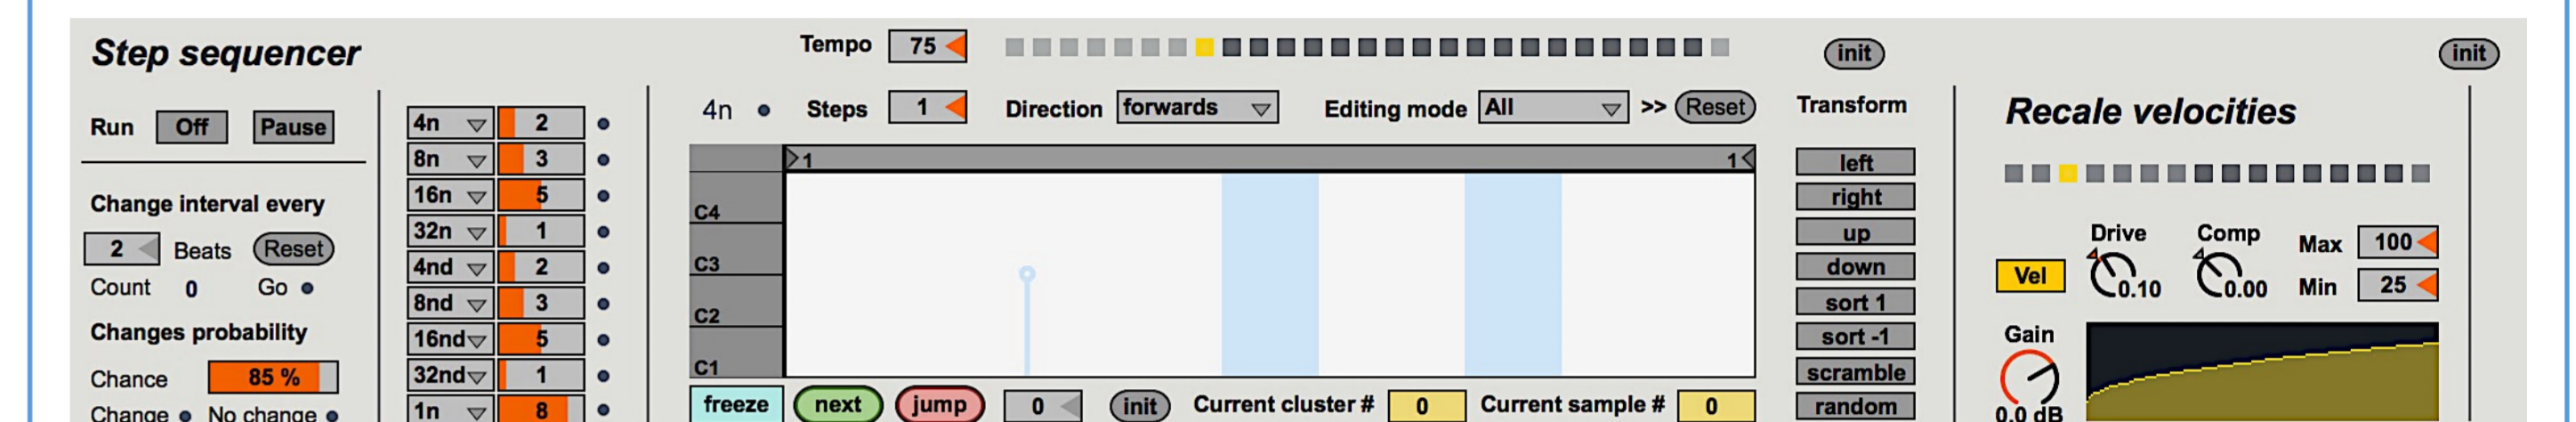 Step sequencer
Tempo 75
init
init
Run Off Pause
4n Steps 1 Direction forwards Editing mode All >> Reset
Transform
Recale velocities
4n 2
8n 3
16n 5
32n 1
4nd 2
8nd 3
16nd 5
32nd 1
1n 8
Change interval every
2 Beats Reset
Count 0 Go
Changes probability
Chance 85 %
Change No change
1 1
C4
C3
C2
C1
left
right
up
down
sort 1
sort -1
scramble
random
freeze next jump 0 init Current cluster # 0 Current sample # 0
Drive Comp Max 100
Vel 0.10 0.00 Min 25
Gain
0.0 dB